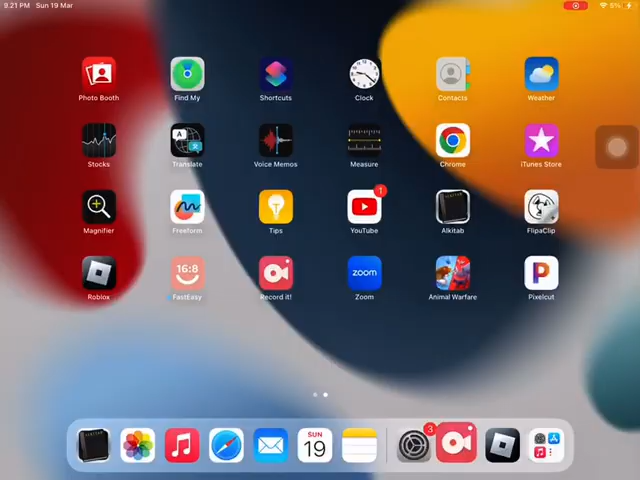 9.21 PM Sun 19 Mar
6%
Photo Booth
Find My
Shortcuts
Clock
Contacts
Weather
Stocks
Translate
Voice Memos
Measure
Chrome
iTunes Store
Magnifier
Freeform
Tips
1
YouTube
Alkitab
FlipaClip
Roblox
16:8
FastEasy
Record it!
zoom
Zoom
Animal Warfare
Pixelcut
SUN
19
3